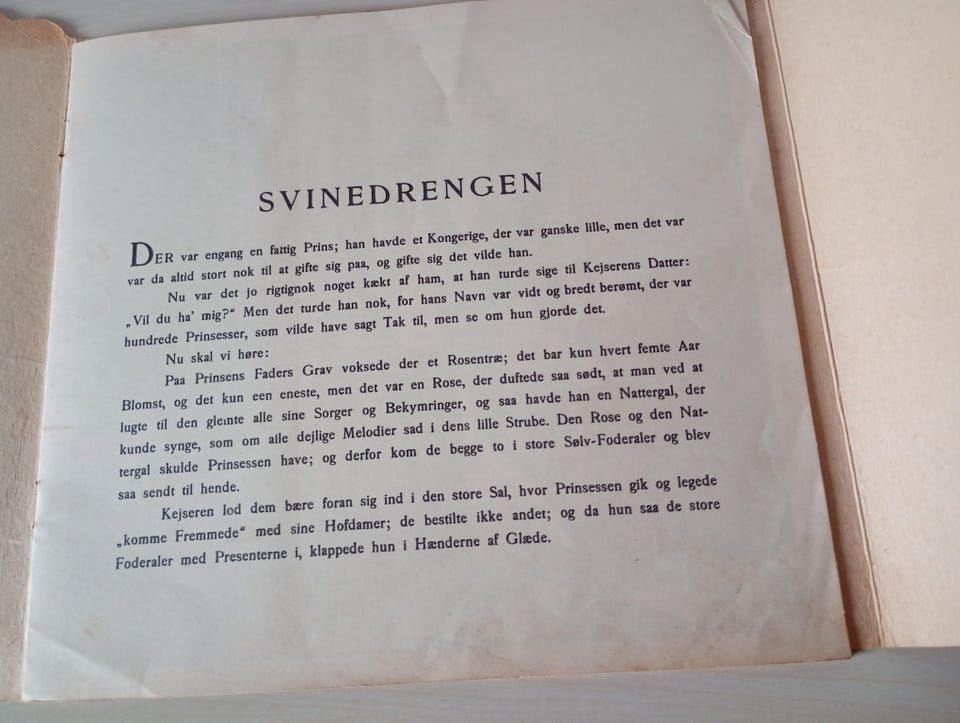 SVINEDRENGEN
DER var engang en fattig Prins; han havde et Kongerige, der var ganske lille, men det var
var da altid stort nok til at gifte sig paa, og gifte sig det vilde han.
Nu var det jo rigtignok noget kækt af ham, at han turde sige til Kejserens Datter:
„Vil du ha' mig?“ Men det turde han nok, for hans Navn var vidt og bredt berømt, der var
hundrede Prinsesser, som vilde have sagt Tak til, men se om hun gjorde det.
Nu skal vi høre:
Paa Prinsens Faders Grav voksede der et Rosentræ; det bar kun hvert femte Aar
Blomst, og det kun een eneste, men det var en Rose, der duftede saa sødt, at man ved at
lugte til den glemte alle sine Sorger og Bekymringer, og saa havde han en Nattergal, der
kunde synge, som om alle dejlige Melodier sad i dens lille Strube. Den Rose og den Nat-
tergal skulde Prinsessen have; og derfor kom de begge to i store Sølv-Foderaler og blev
saa sendt til hende.
Kejseren lod dem bære foran sig ind i den store Sal, hvor Prinsessen gik og legede
„komme Fremmede“ med sine Hofdamer; de bestilte ikke andet; og da hun saa de store
Foderaler med Presenterne i, klappede hun i Hænderne af Glæde.